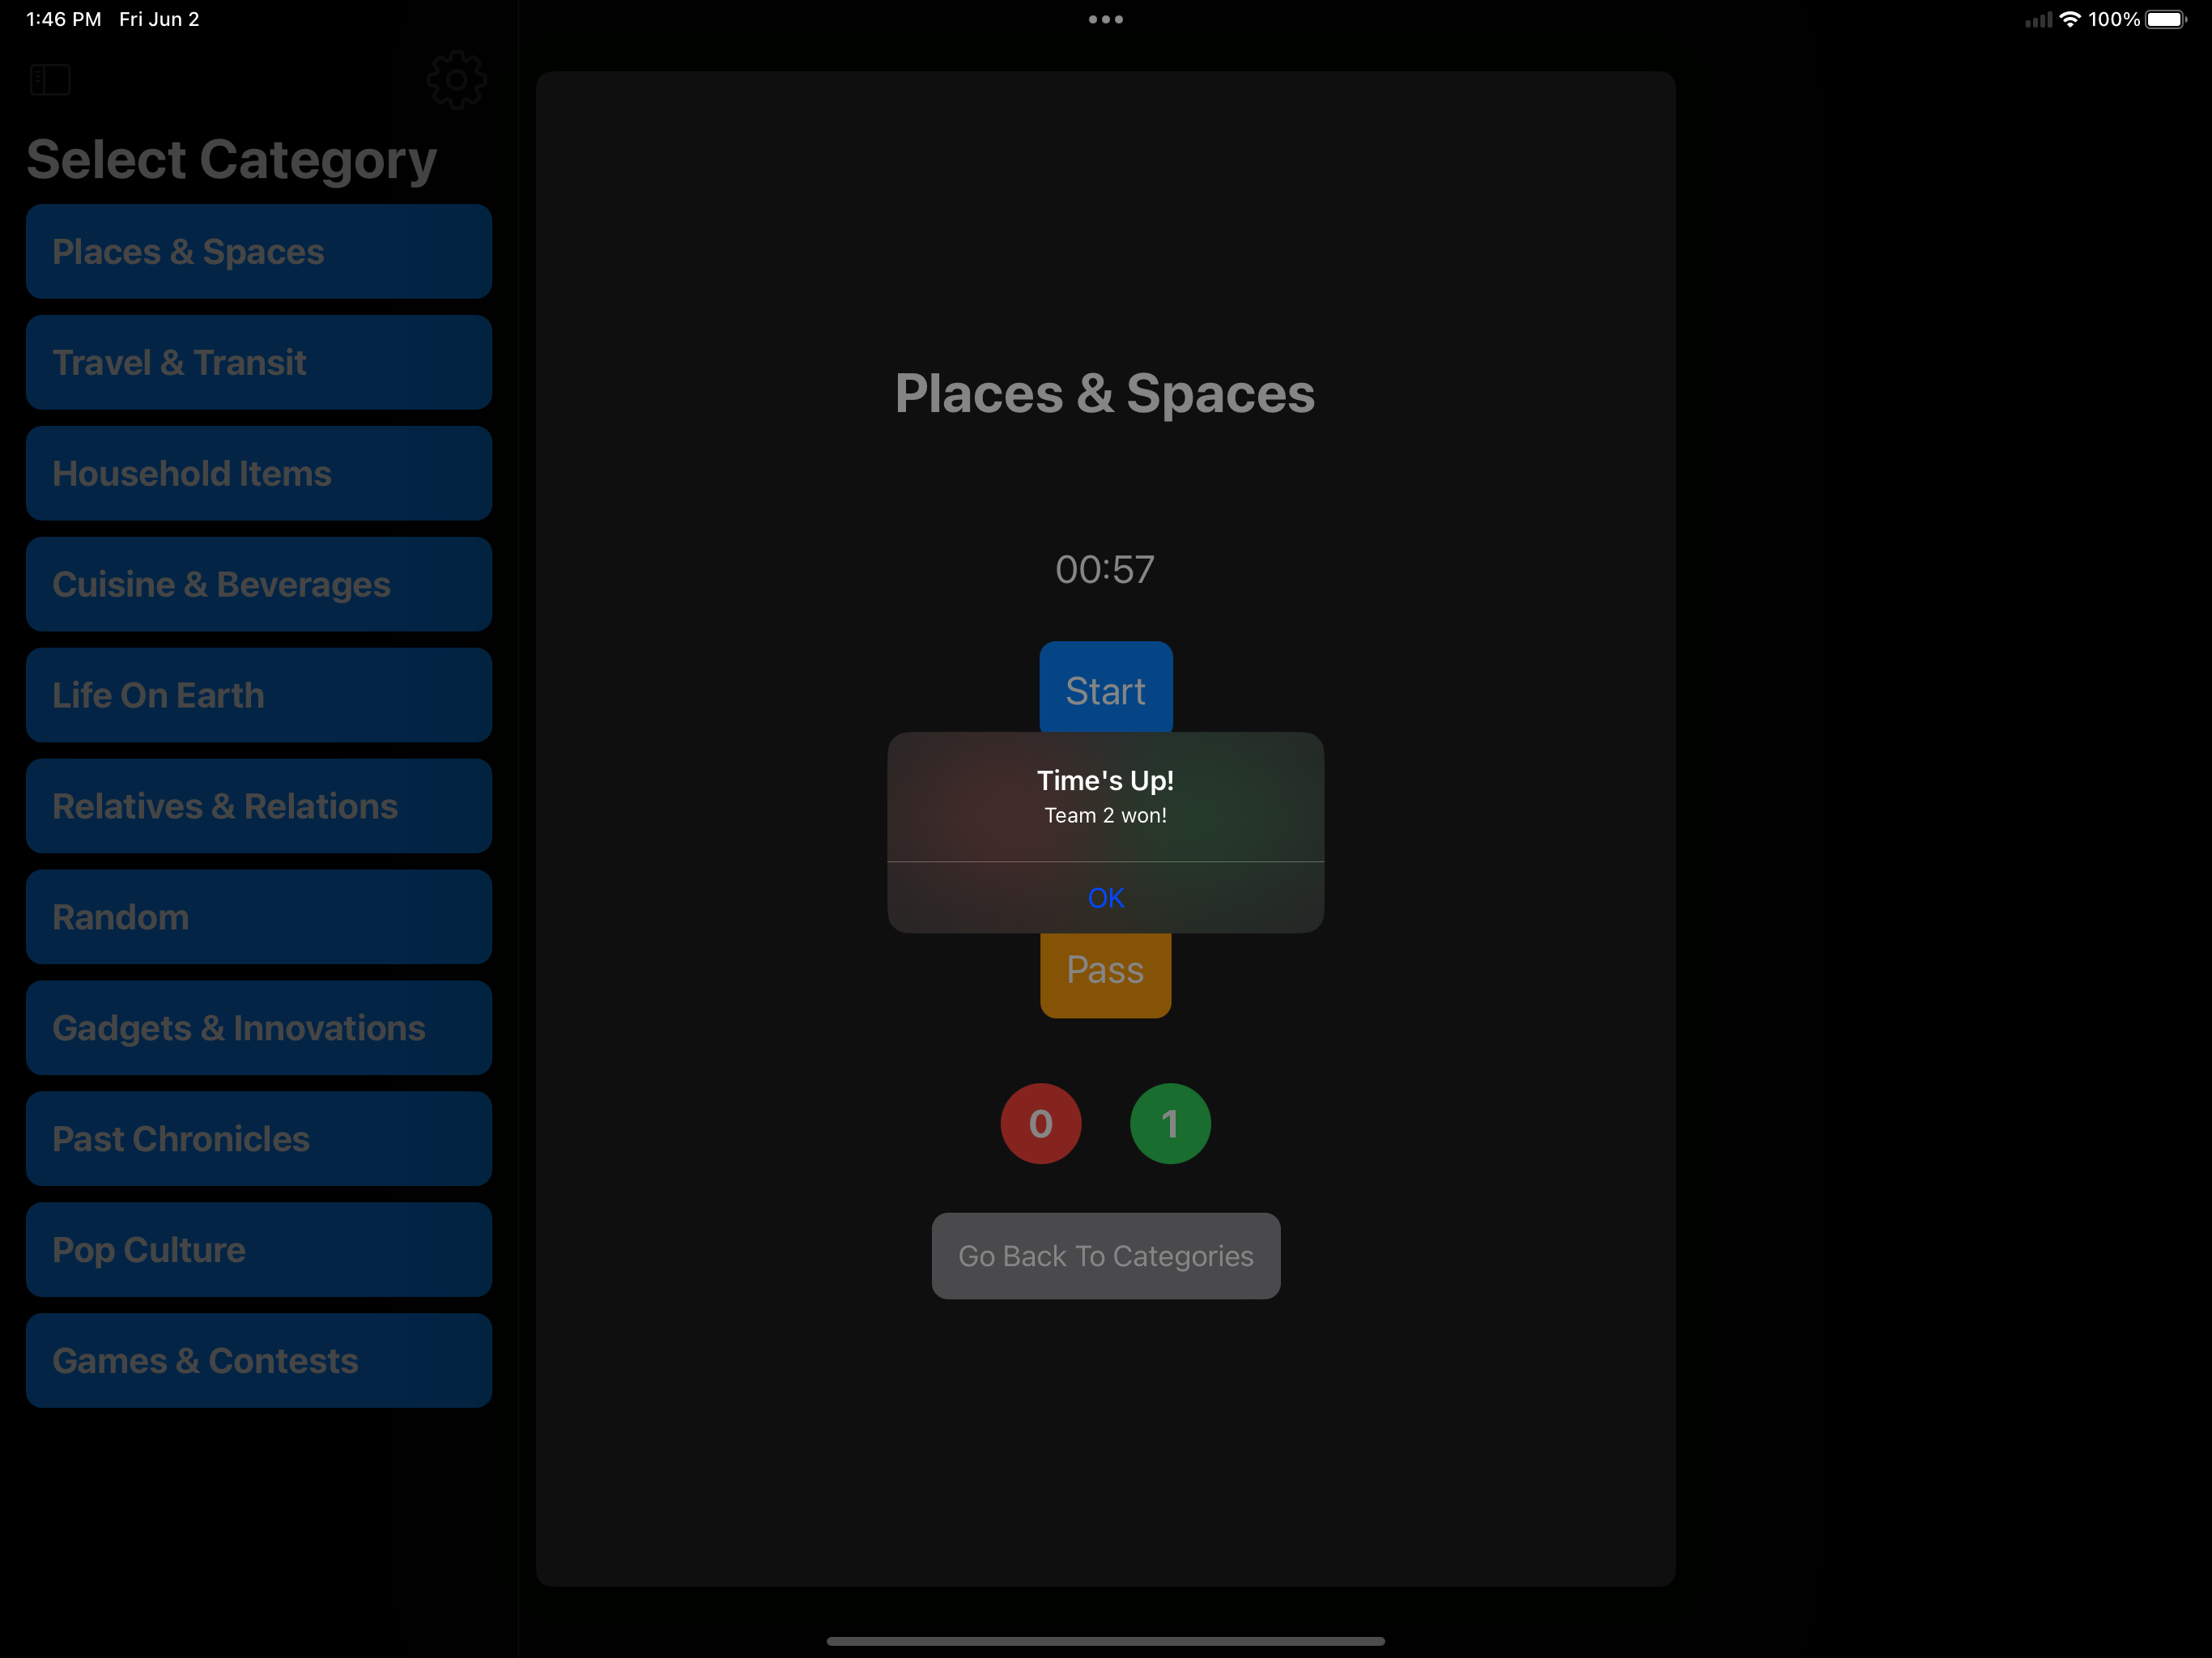 1:46 PM Fri Jun 2
100%
Select Category
Places & Spaces
Travel & Transit
Household Items
Cuisine & Beverages
Life On Earth
Relatives & Relations
Random
Gadgets & Innovations
Past Chronicles
Pop Culture
Games & Contests
Places & Spaces
00:57
Start
Time's Up!
Team 2 won!
OK
Pass
0 1
Go Back To Categories